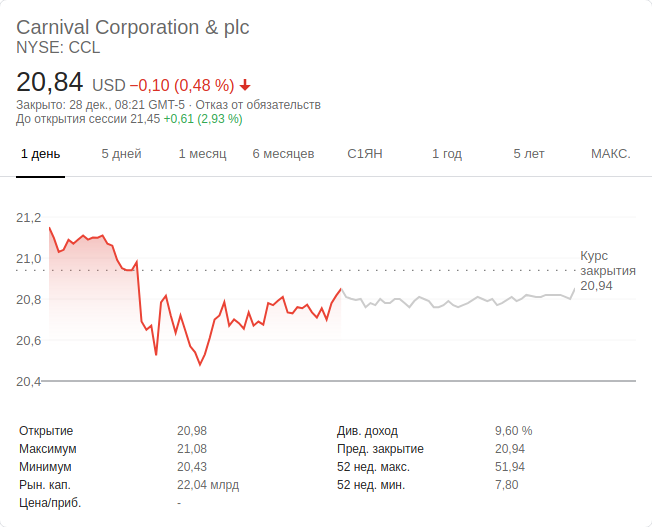 Carnival Corporation & plc
NYSE: CCL
20,84 USD −0,10 (0,48 %)
Закрыто: 28 дек., 08:21 GMT-5 · Отказ от обязательств
До открытия сессии 21,45 +0,61 (2,93 %)
1 день 5 дней 1 месяц 6 месяцев С1ЯН 1 год 5 лет МАКС.
21,2
21,0
20,8
20,6
20,4
Курс
закрытия
20,94
Открытие 20,98 Див. доход 9,60 %
Максимум 21,08 Пред. закрытие 20,94
Минимум 20,43 52 нед. макс. 51,94
Рын. кап. 22,04 млрд 52 нед. мин. 7,80
Цена/приб. -